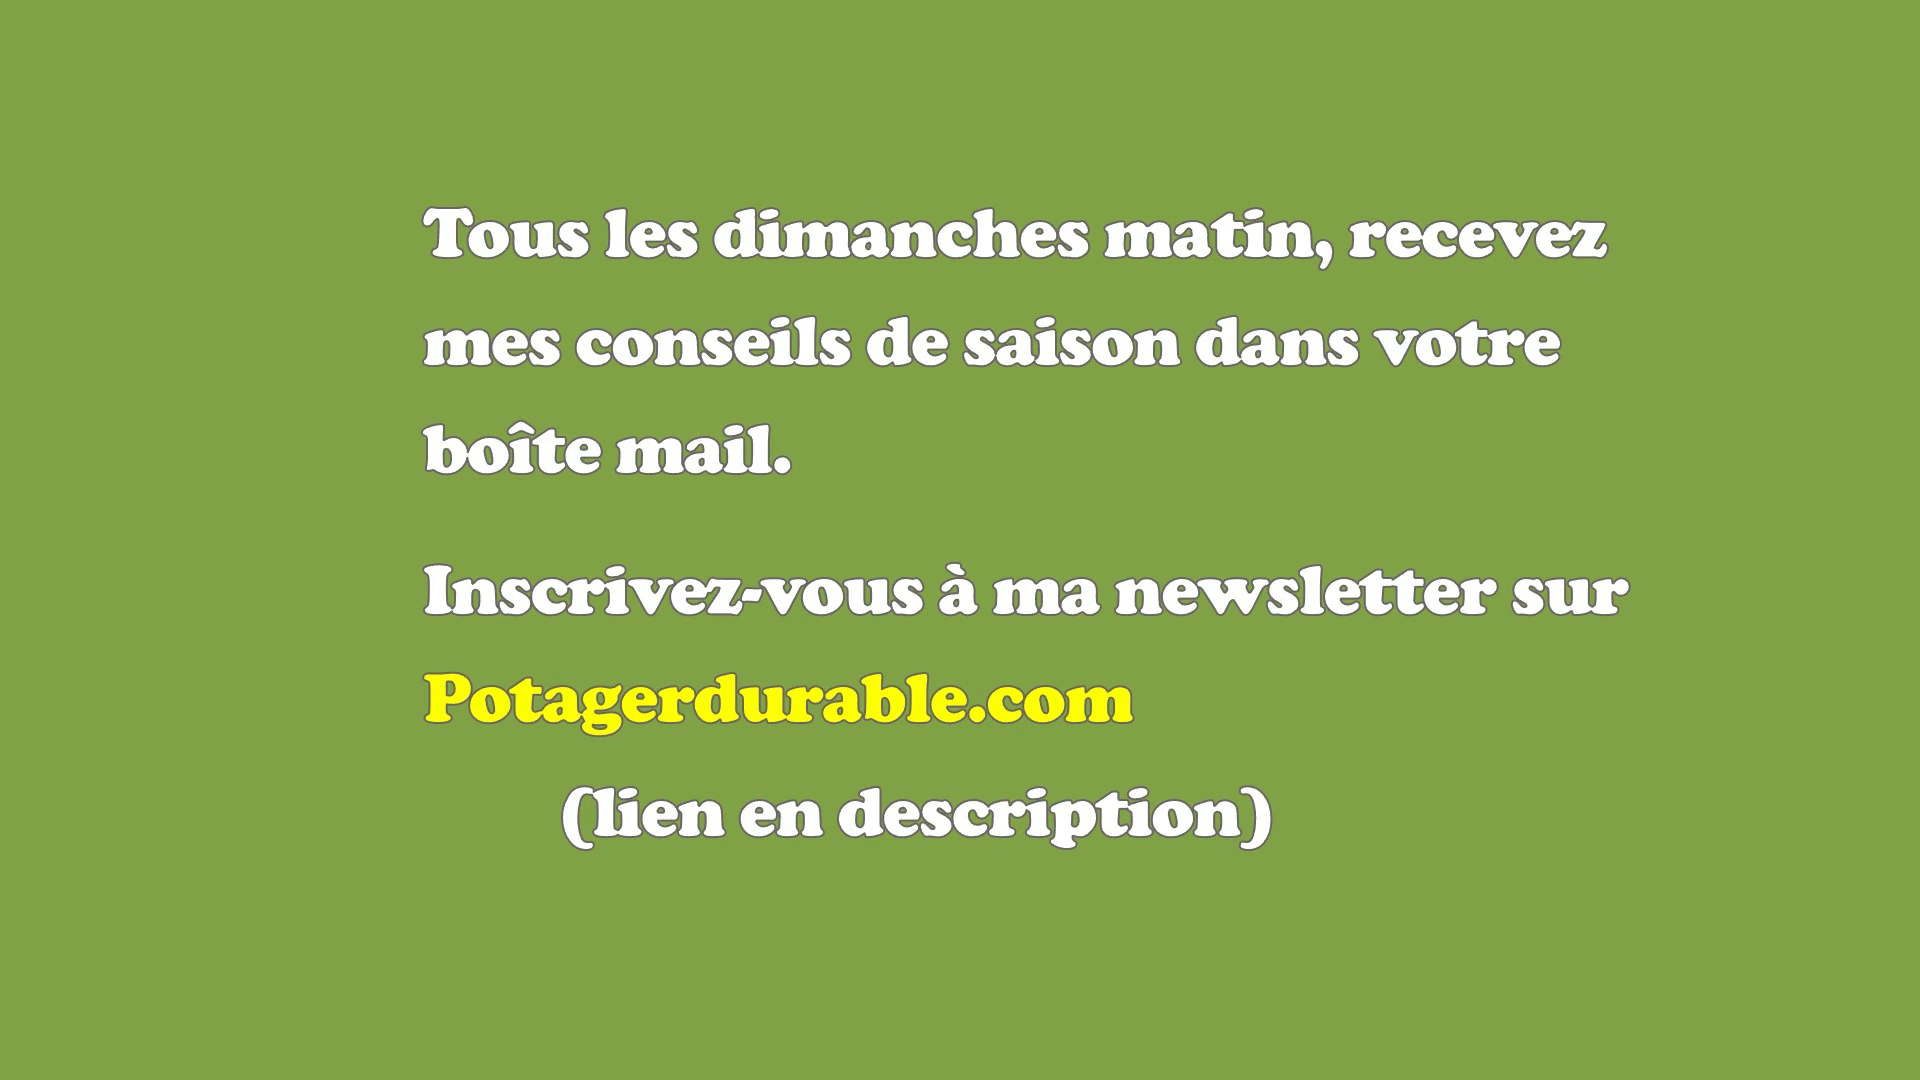 Tous les dimanches matin, recevez
mes conseils de saison dans votre
boîte mail.
Inscrivez-vous à ma newsletter sur
Potagerdurable.com
(lien en description)